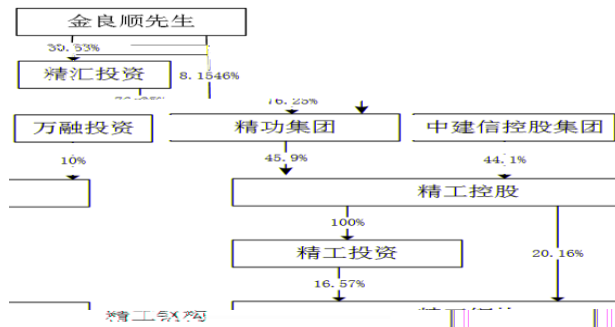 金良顺先生
30.53%
精汇投资 8.1546%
76.25%
万融投资 精功集团 中建信控股集团
10% 45.9% 44.1%
精工控股
100%
精工投资 20.16%
16.57%